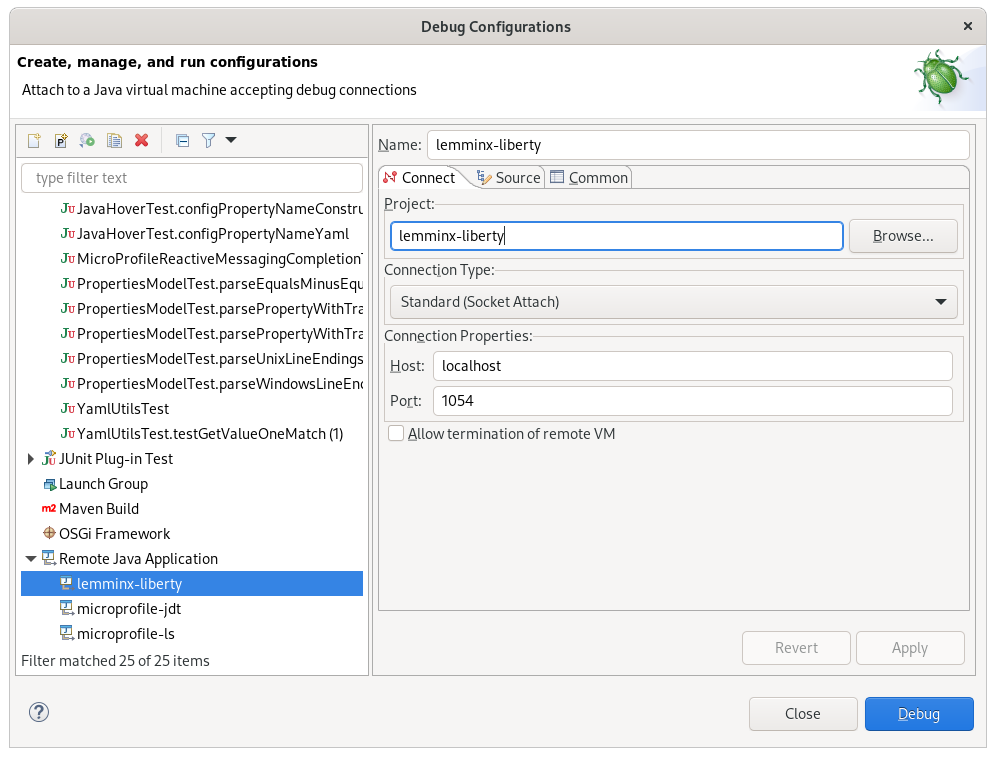 Debug Configurations
Create, manage, and run configurations
Attach to a Java virtual machine accepting debug connections
type filter text
JavaHoverTest.configPropertyNameConstru
JavaHoverTest.configPropertyNameYaml
MicroProfileReactiveMessagingCompletion
PropertiesModelTest.parseEqualsMinusEqu
PropertiesModelTest.parsePropertyWithTra
PropertiesModelTest.parsePropertyWithTra
PropertiesModelTest.parseUnixLineEndings
PropertiesModelTest.parseWindowsLineEnd
YamlUtilsTest
YamlUtilsTest.testGetValueOneMatch (1)
JUnit Plug-in Test
Launch Group
m2 Maven Build
OSGi Framework
Remote Java Application
lemminx-liberty
microprofile-jdt
microprofile-ls
Filter matched 25 of 25 items
Name: lemminx-liberty
Connect Source Common
Project:
lemminx-liberty Browse...
Connection Type:
Standard (Socket Attach)
Connection Properties:
Host: localhost
Port: 1054
Allow termination of remote VM
Revert Apply
Close Debug